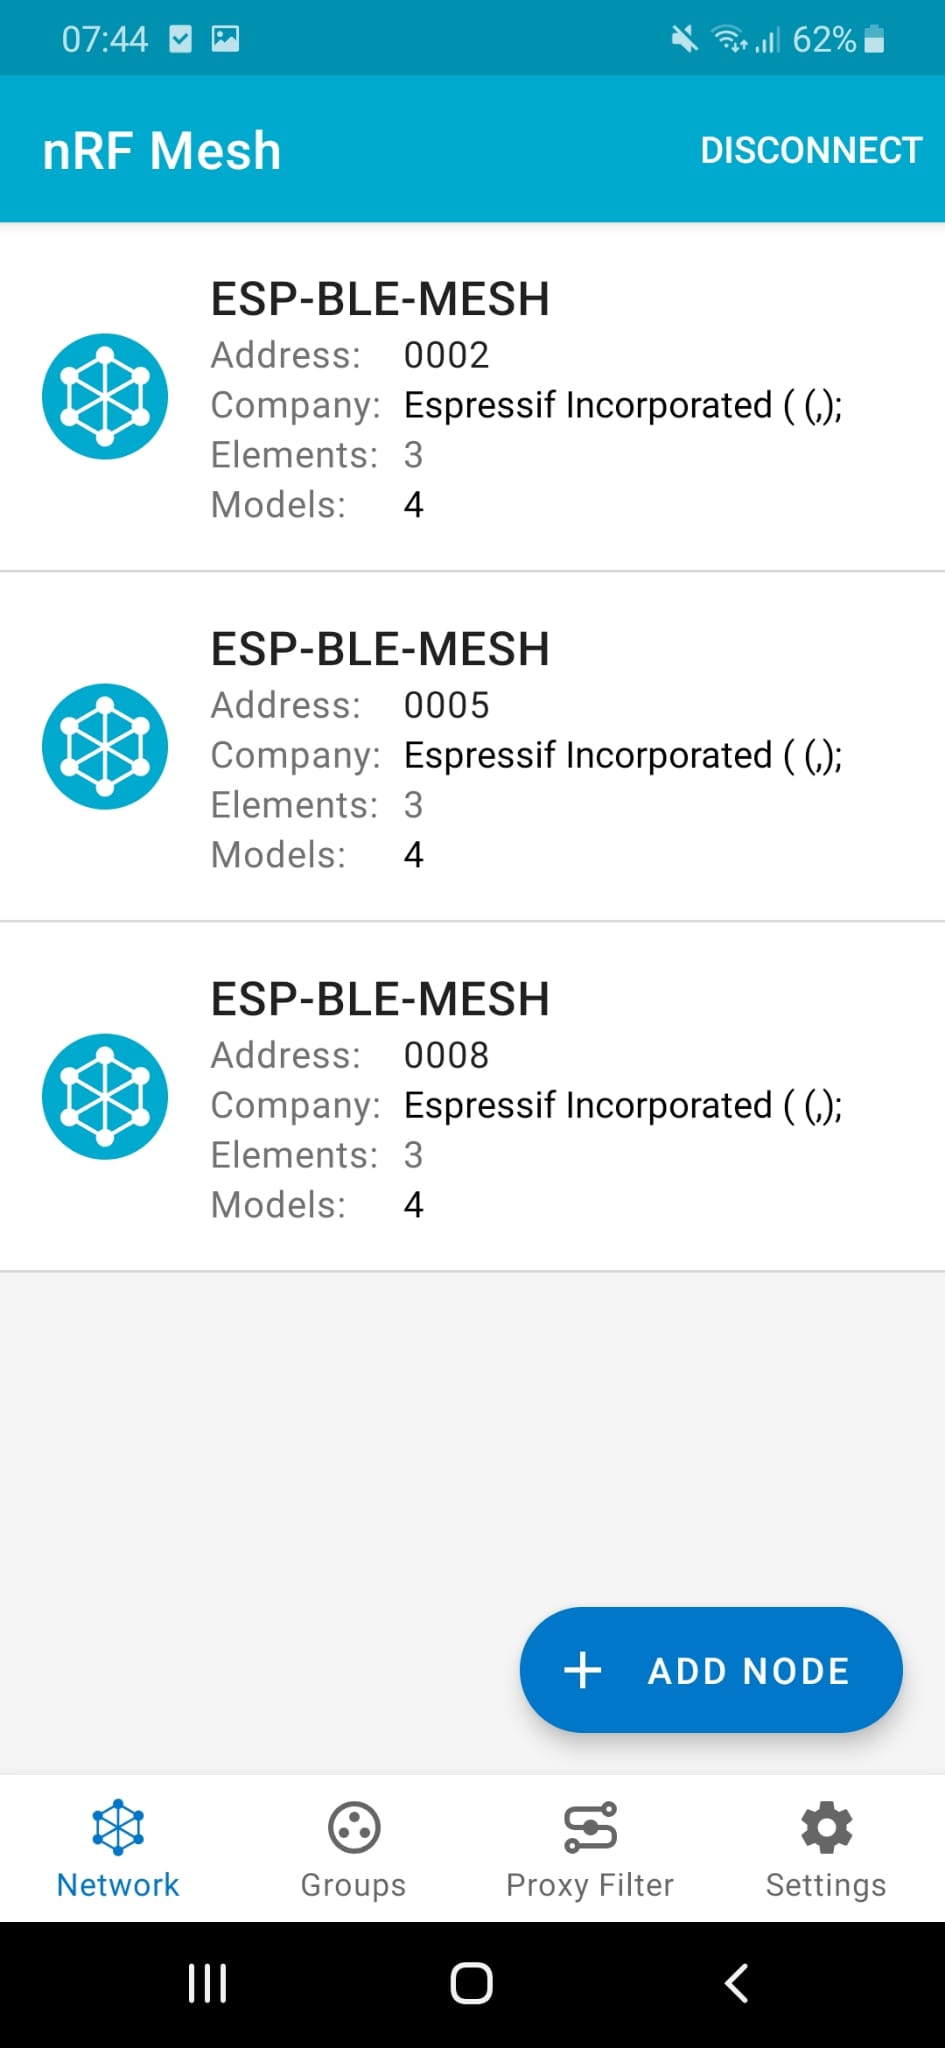 07:44 62%
nRF Mesh DISCONNECT
ESP-BLE-MESH
Address: 0002
Company: Espressif Incorporated ( (,);
Elements: 3
Models: 4
ESP-BLE-MESH
Address: 0005
Company: Espressif Incorporated ( (,);
Elements: 3
Models: 4
ESP-BLE-MESH
Address: 0008
Company: Espressif Incorporated ( (,);
Elements: 3
Models: 4
+ ADD NODE
Network Groups Proxy Filter Settings